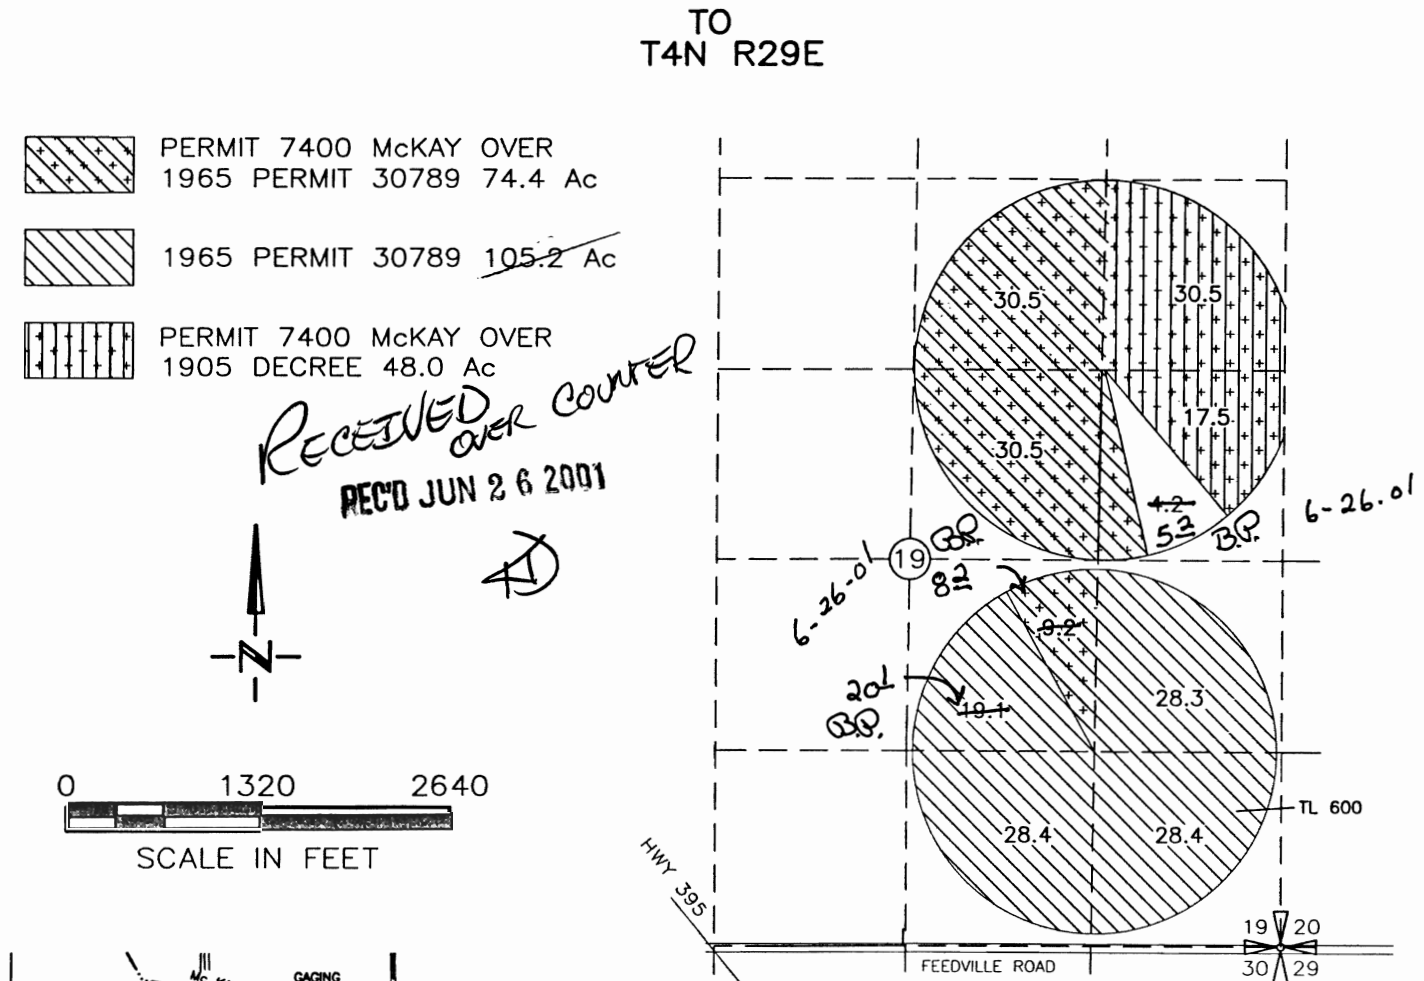 TO
T4N R29E
PERMIT 7400 McKAY OVER
1965 PERMIT 30789 74.4 Ac
1965 PERMIT 30789 105.2 Ac
PERMIT 7400 McKAY OVER
1905 DECREE 48.0 Ac
RECEIVED
OVER COUNTER
REC'D JUN 26 2001
30.5
30.5
17.5
30.5
4.2
5.2
B.P.
6-26-01
19
B.P.
8.2
6-26-01
9.2
20.1
B.P.
19.1
28.3
TL 600
28.4
28.4
N
0 1320 2640
SCALE IN FEET
HWY 395
19 20
30 29
FEEDVILLE ROAD
GAGING